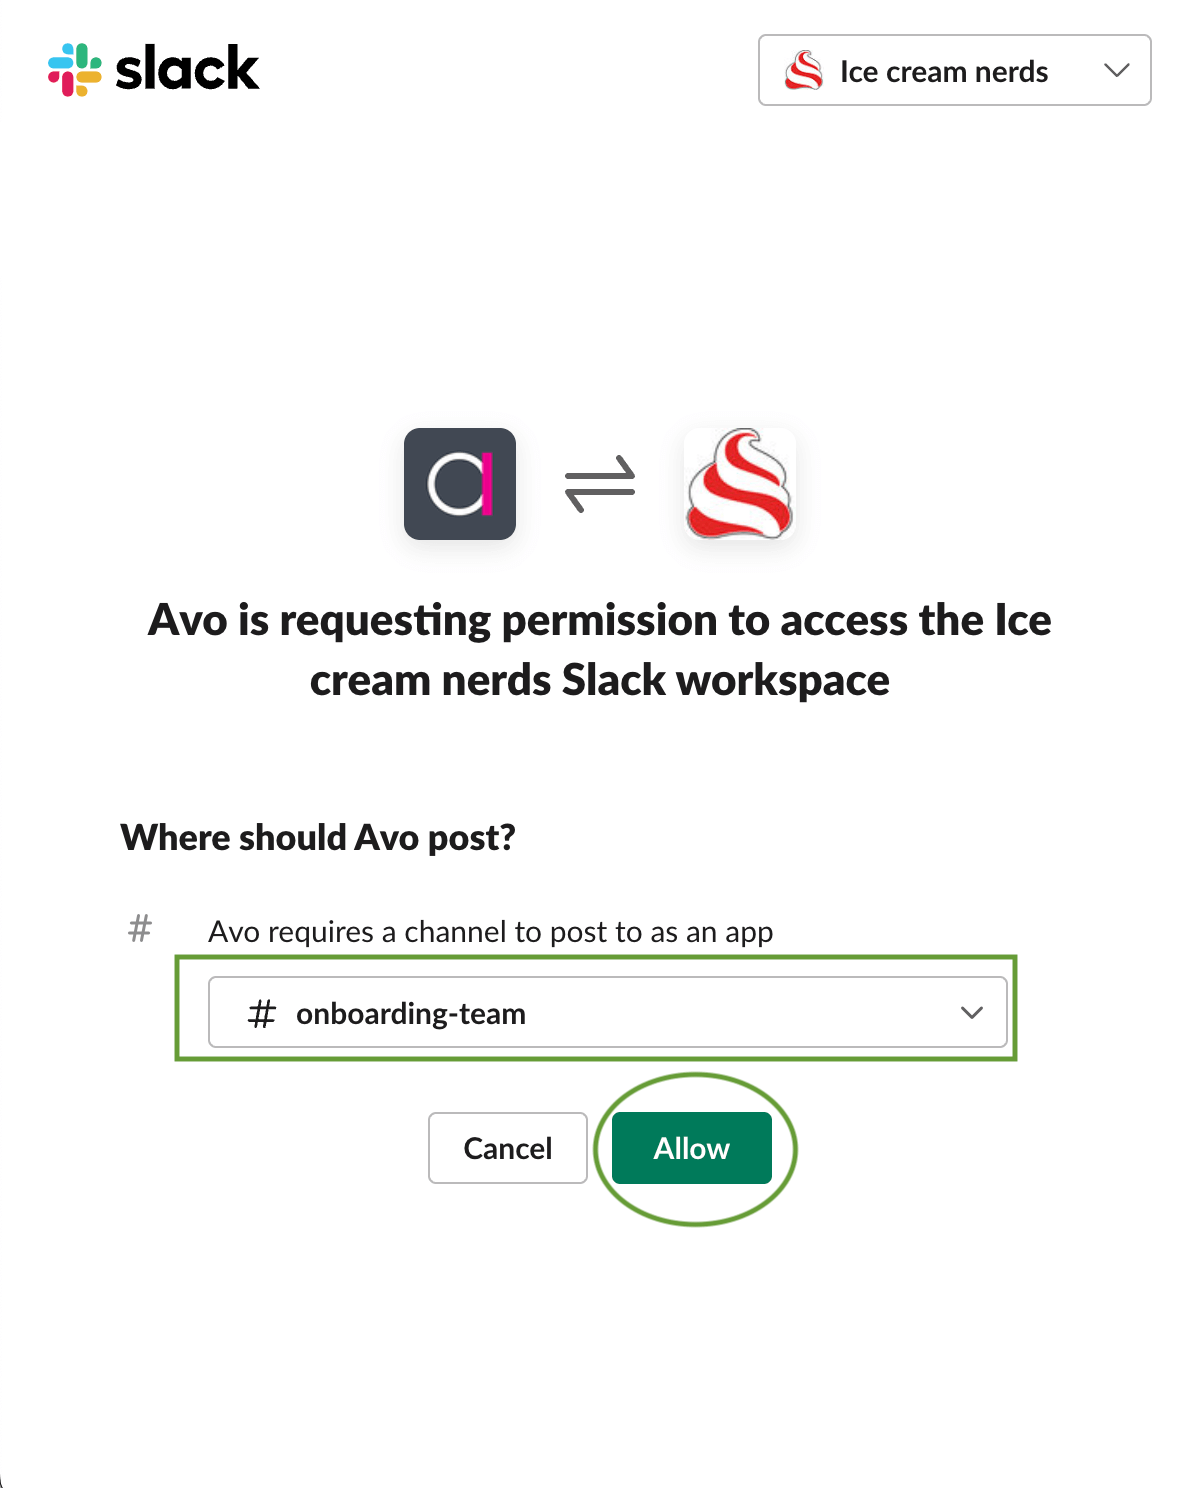 slack
Ice cream nerds
Avo is requesting permission to access the Ice
cream nerds Slack workspace
Where should Avo post?
# Avo requires a channel to post to as an app
# onboarding-team
Cancel Allow